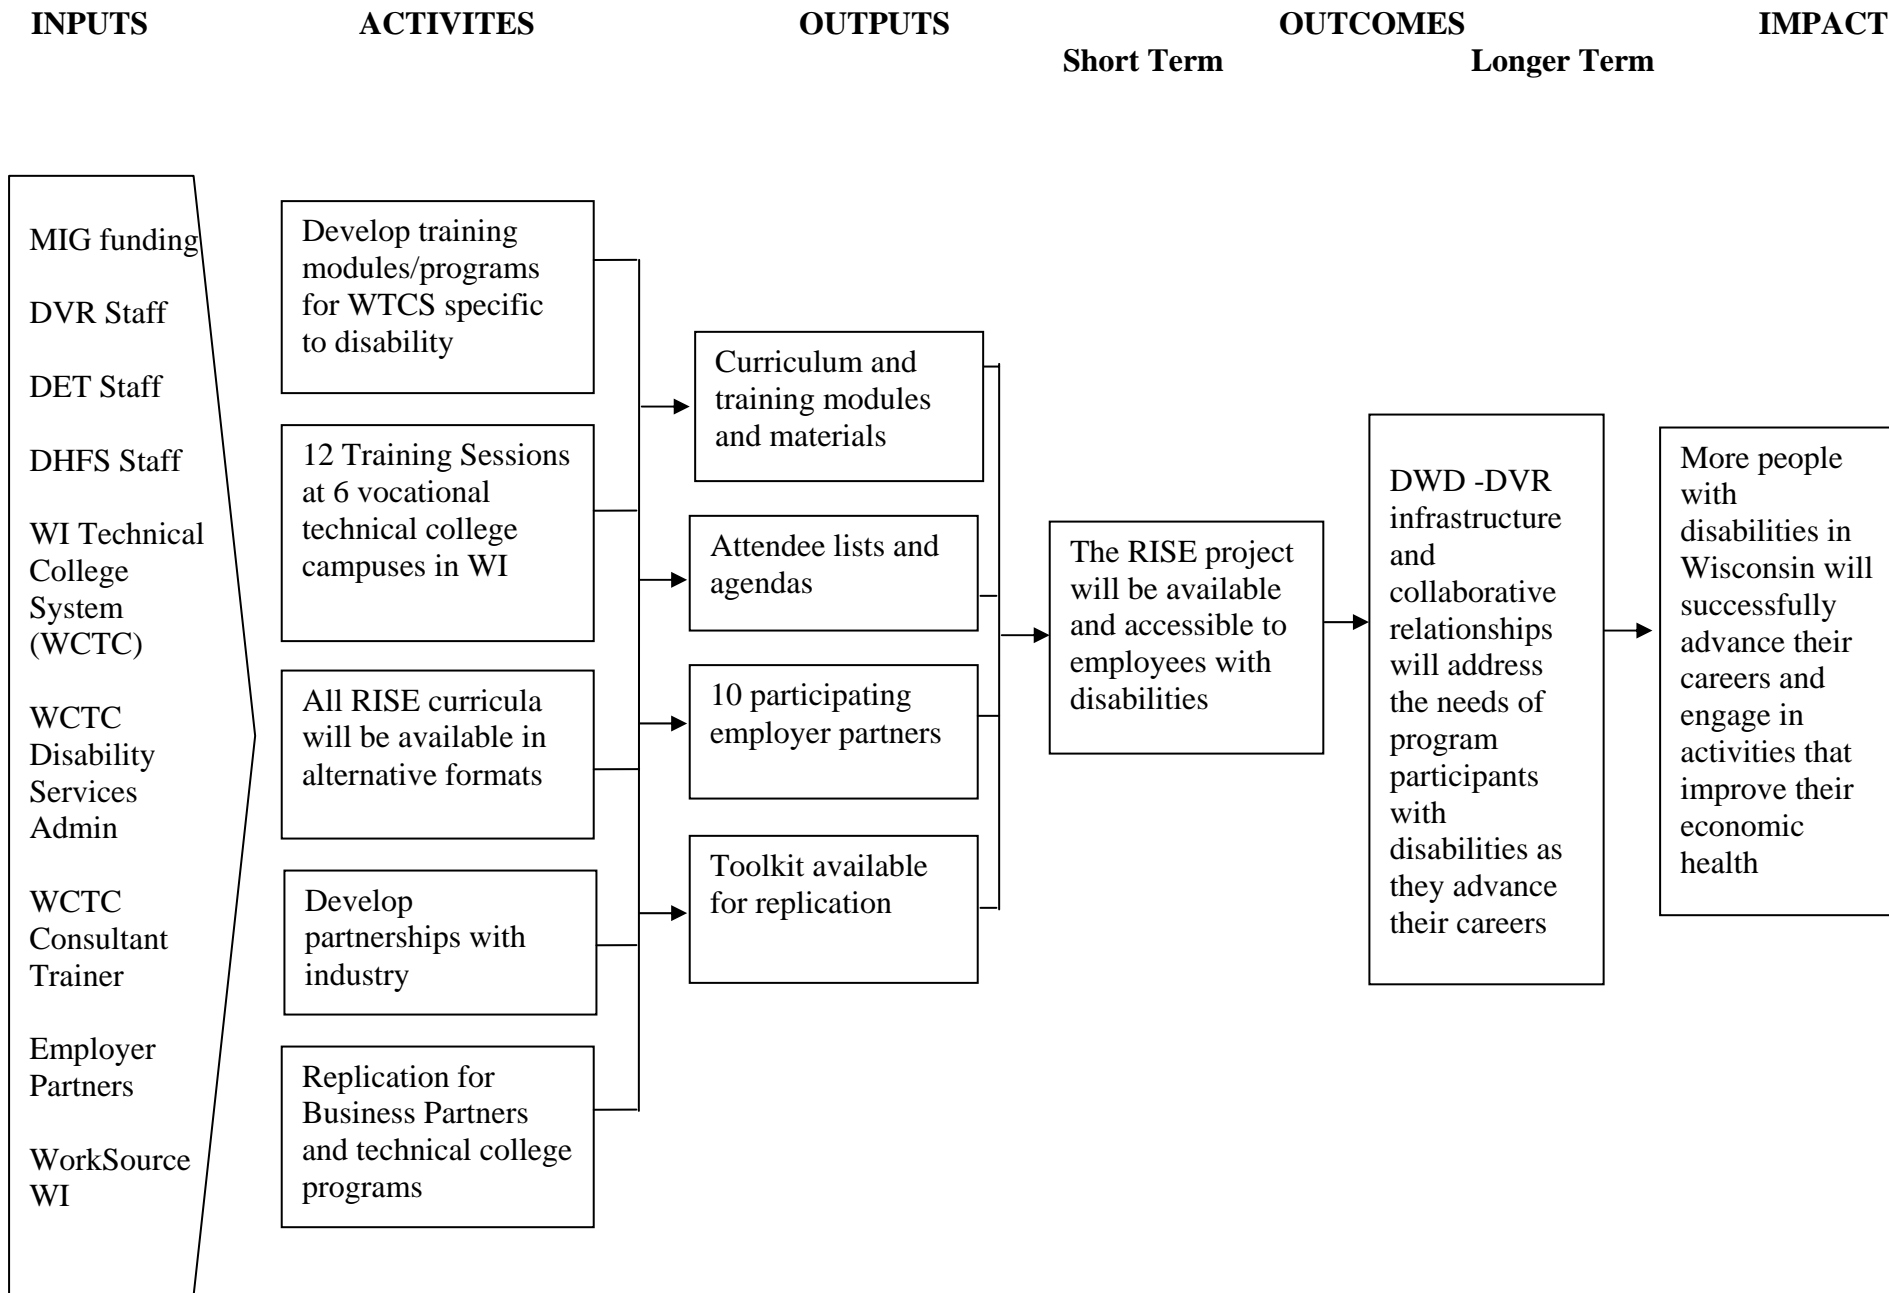 INPUTS ACTIVITES OUTPUTS OUTCOMES IMPACT
Short Term Longer Term
MIG funding
DVR Staff
DET Staff
DHFS Staff
WI Technical
College
System
(WCTC)
WCTC
Disability
Services
Admin
WCTC
Consultant
Trainer
Employer
Partners
WorkSource
WI
Develop training
modules/programs
for WTCS specific
to disability
12 Training Sessions
at 6 vocational
technical college
campuses in WI
All RISE curricula
will be available in
alternative formats
Develop
partnerships with
industry
Replication for
Business Partners
and technical college
programs
Curriculum and
training modules
and materials
Attendee lists and
agendas
10 participating
employer partners
Toolkit available
for replication
The RISE project
will be available
and accessible to
employees with
disabilities
DWD -DVR
infrastructure
and
collaborative
relationships
will address
the needs of
program
participants
with
disabilities as
they advance
their careers
More people
with
disabilities in
Wisconsin will
successfully
advance their
careers and
engage in
activities that
improve their
economic
health